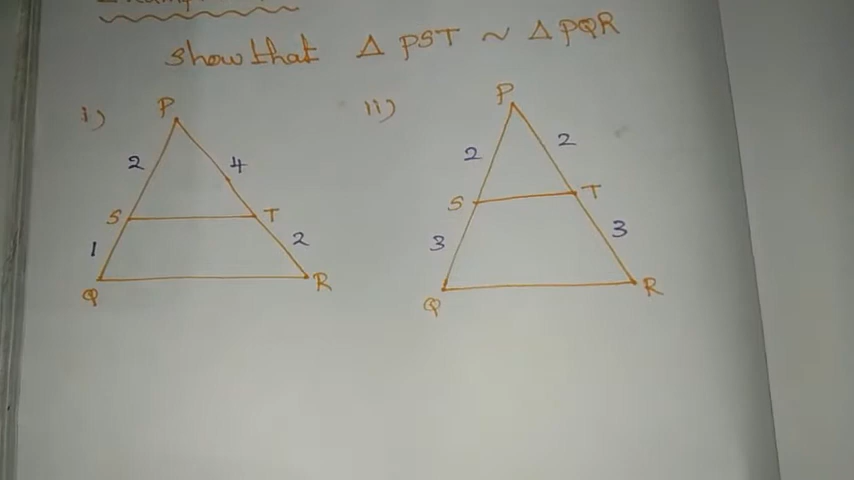 Show that Δ PST ~ Δ PQR
i)
P
2
4
S
T
1
2
Q
R
ii)
P
2
2
S
T
3
3
Q
R